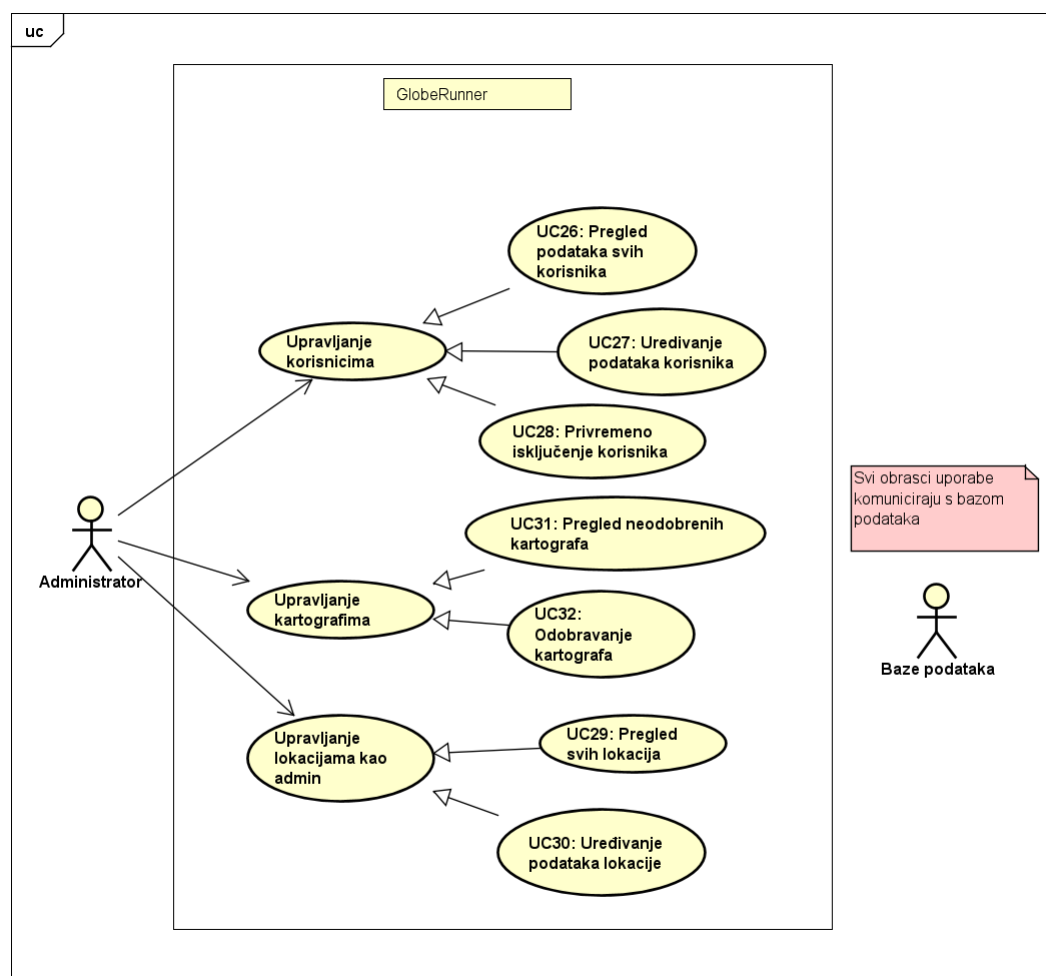 uc
GlobeRunner
UC26: Pregled
podataka svih
korisnika
Upravljanje
korisnicima
UC27: Uređivanje
podataka korisnika
UC28: Privremeno
isključenje korisnika
Svi obrasci uporabe
komuniciraju s bazom
podataka
UC31: Pregled neodobrenih
kartografa
Administrator
Upravljanje
kartografima
UC32:
Odobravanje
kartografa
Baze podataka
Upravljanje
lokacijama kao
admin
UC29: Pregled
svih lokacija
UC30: Uređivanje
podataka lokacije